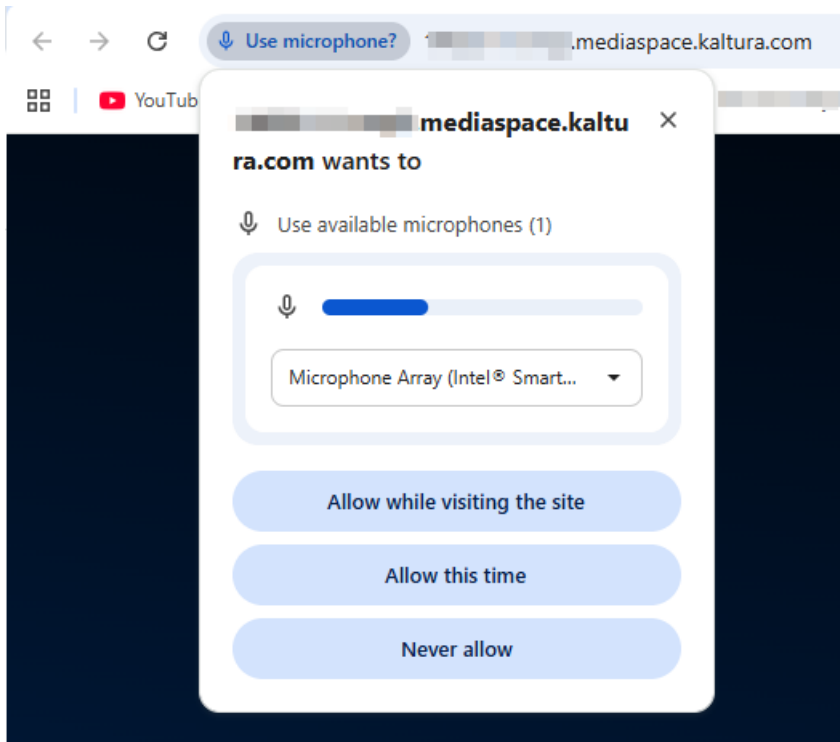 Use microphone?
.mediaspace.kaltura.com
YouTub
mediaspace.kaltu
ra.com wants to
Use available microphones (1)
Microphone Array (Intel® Smart...
Allow while visiting the site
Allow this time
Never allow